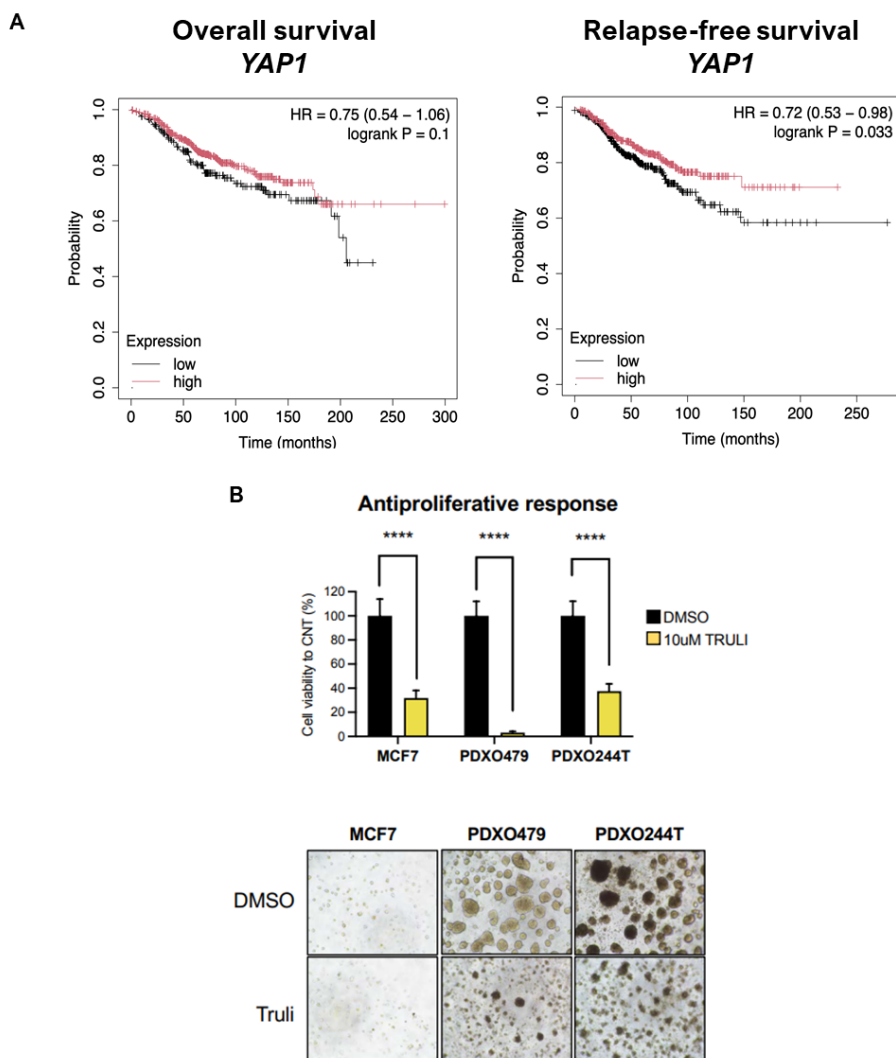 A
Overall survival
YAP1
HR = 0.75 (0.54 – 1.06)
logrank P = 0.1
Probability
1.0
0.8
0.6
0.4
0.2
0.0
Expression
low
high
0 50 100 150 200 250 300
Time (months)
Relapse-free survival
YAP1
HR = 0.72 (0.53 – 0.98)
logrank P = 0.033
Probability
1.0
0.8
0.6
0.4
0.2
0.0
Expression
low
high
0 50 100 150 200 250
Time (months)
B
Antiproliferative response
**** **** ****
Cell viability to CNT (%)
120
100
80
60
40
20
0
MCF7 PDXO479 PDXO244T
DMSO
10uM TRULI
MCF7 PDXO479 PDXO244T
DMSO
Truli